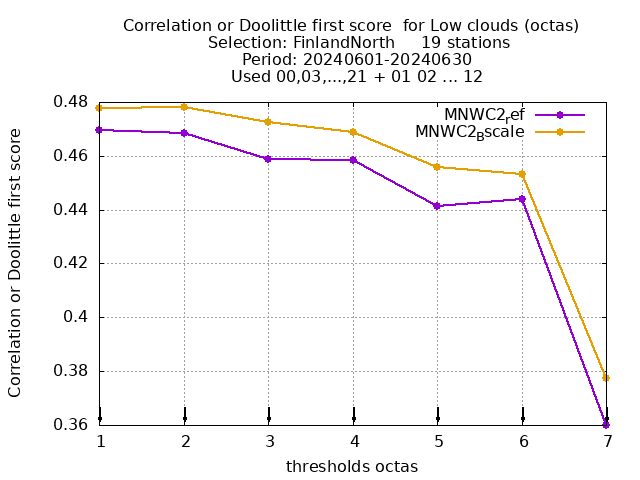 Correlation or Doolittle first score  for Low clouds (octas)
Selection: FinlandNorth     19 stations
Period: 20240601-20240630
Used 00,03,...,21 + 01 02 ... 12
MNWC2ref
MNWC2Bscale
Correlation or Doolittle first score
0.48
0.46
0.44
0.42
0.4
0.38
0.36
1 2 3 4 5 6 7
thresholds octas